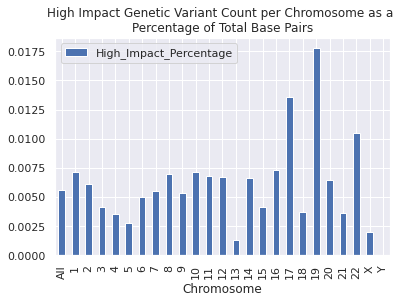 High Impact Genetic Variant Count per Chromosome as a
Percentage of Total Base Pairs
High_Impact_Percentage
0.0175
0.0150
0.0125
0.0100
0.0075
0.0050
0.0025
0.0000
All 1 2 3 4 5 6 7 8 9 10 11 12 13 14 15 16 17 18 19 20 21 22 X Y
Chromosome